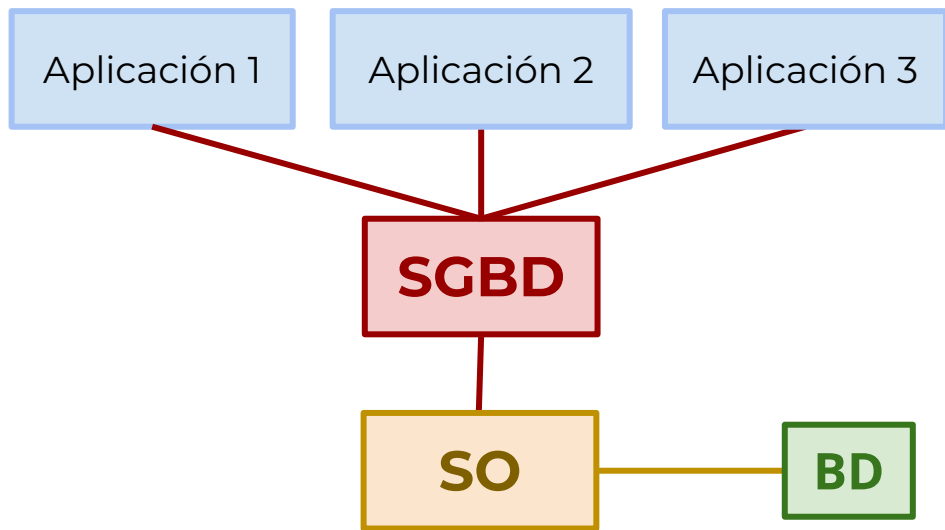 Aplicación 1
Aplicación 2
Aplicación 3
SGBD
SO
BD